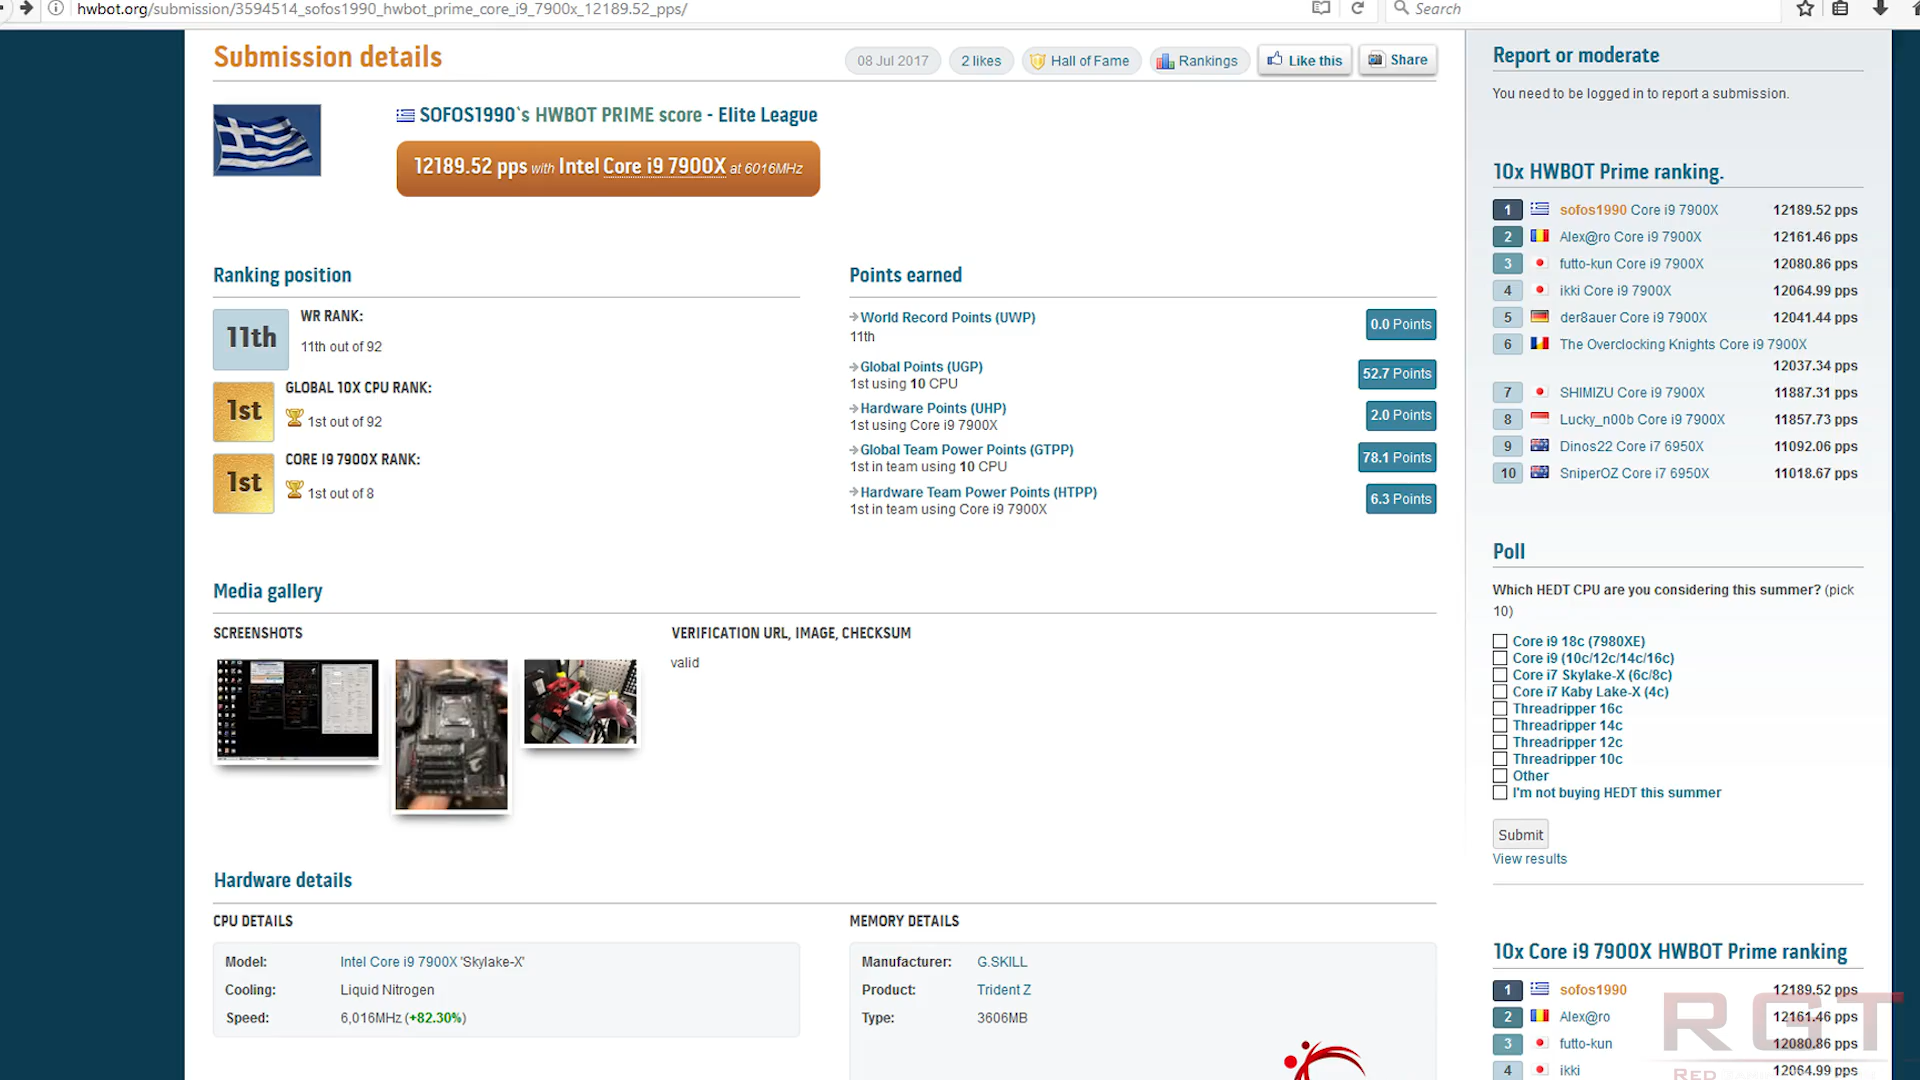 hwbot.org/submission/3594514_sofos1990_hwbot_prime_core_i9_7900x_12189.52_pps/
Search
Submission details
08 Jul 2017
2 likes
Hall of Fame
Rankings
Like this
Share
SOFOS1990`s HWBOT PRIME score - Elite League
12189.52 pps with Intel Core i9 7900X at 6016MHz
Ranking position
11th
WR RANK:
11th out of 92
1st
GLOBAL 10X CPU RANK:
1st out of 92
1st
CORE I9 7900X RANK:
1st out of 8
Points earned
World Record Points (UWP)
11th
0.0 Points
Global Points (UGP)
1st using 10 CPU
52.7 Points
Hardware Points (UHP)
1st using Core i9 7900X
2.0 Points
Global Team Power Points (GTPP)
1st in team using 10 CPU
78.1 Points
Hardware Team Power Points (HTPP)
1st in team using Core i9 7900X
6.3 Points
Media gallery
SCREENSHOTS
VERIFICATION URL, IMAGE, CHECKSUM
valid
Hardware details
CPU DETAILS
Model: Intel Core i9 7900X 'Skylake-X'
Cooling: Liquid Nitrogen
Speed: 6,016MHz (+82.30%)
MEMORY DETAILS
Manufacturer: G.SKILL
Product: Trident Z
Type: 3606MB
Report or moderate
You need to be logged in to report a submission.
10x HWBOT Prime ranking.
1 sofos1990 Core i9 7900X 12189.52 pps
2 Alex@ro Core i9 7900X 12161.46 pps
3 futto-kun Core i9 7900X 12080.86 pps
4 ikki Core i9 7900X 12064.99 pps
5 der8auer Core i9 7900X 12041.44 pps
6 The Overclocking Knights Core i9 7900X
12037.34 pps
7 SHIMIZU Core i9 7900X 11887.31 pps
8 Lucky_n00b Core i9 7900X 11857.73 pps
9 Dinos22 Core i7 6950X 11092.06 pps
10 SniperOZ Core i7 6950X 11018.67 pps
Poll
Which HEDT CPU are you considering this summer? (pick
10)
Core i9 18c (7980XE)
Core i9 (10c/12c/14c/16c)
Core i7 Skylake-X (6c/8c)
Core i7 Kaby Lake-X (4c)
Threadripper 16c
Threadripper 14c
Threadripper 12c
Threadripper 10c
Other
I'm not buying HEDT this summer
Submit
View results
10x Core i9 7900X HWBOT Prime ranking
1 sofos1990 12189.52 pps
2 Alex@ro 12161.46 pps
3 futto-kun 12080.86 pps
4 ikki 12064.99 pps
RGT
RED